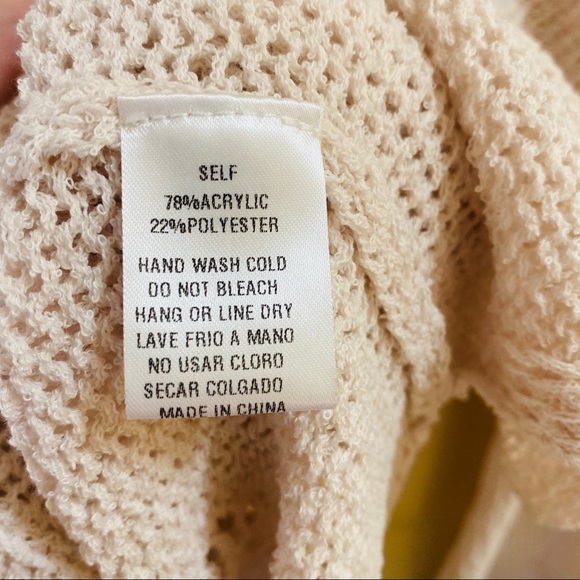 SELF
78%ACRYLIC
22%POLYESTER
HAND WASH COLD
DO NOT BLEACH
HANG OR LINE DRY
LAVE FRIO A MANO
NO USAR CLORO
SECAR COLGADO
MADE IN CHINA